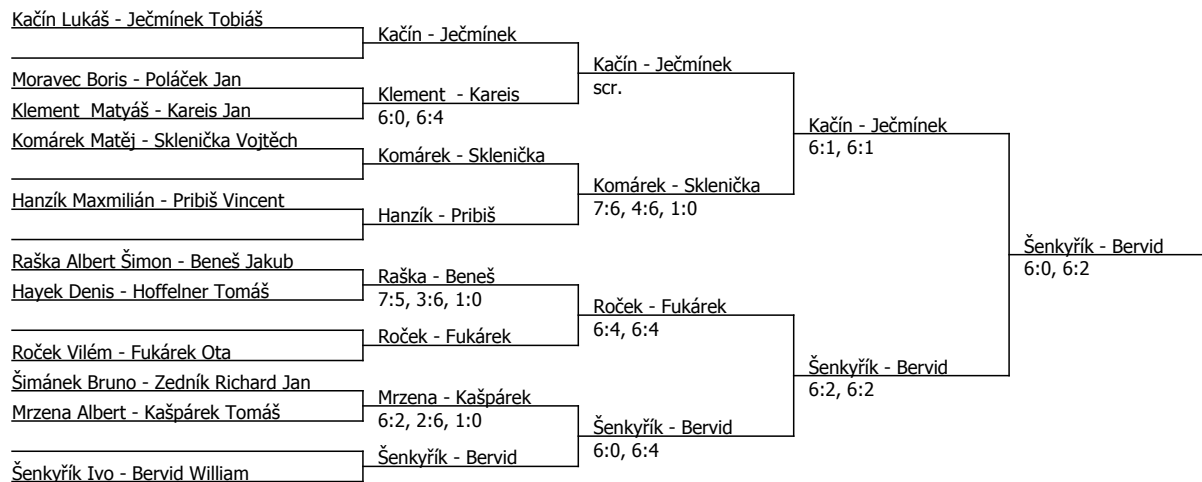 Kačín Lukáš - Ječmínek Tobiáš
Kačín - Ječmínek
Kačín - Ječmínek
scr.
Moravec Boris - Poláček Jan
Klement  - Kareis
6:0, 6:4
Klement  Matyáš - Kareis Jan
Kačín - Ječmínek
6:1, 6:1
Komárek Matěj - Sklenička Vojtěch
Komárek - Sklenička
Komárek - Sklenička
7:6, 4:6, 1:0
Hanzík Maxmilián - Pribiš Vincent
Hanzík - Pribiš
Šenkyřík - Bervid
6:0, 6:2
Raška Albert Šimon - Beneš Jakub
Raška - Beneš
7:5, 3:6, 1:0
Hayek Denis - Hoffelner Tomáš
Roček - Fukárek
6:4, 6:4
Roček - Fukárek
Roček Vilém - Fukárek Ota
Šenkyřík - Bervid
6:2, 6:2
Šimánek Bruno - Zedník Richard Jan
Mrzena - Kašpárek
6:2, 2:6, 1:0
Mrzena Albert - Kašpárek Tomáš
Šenkyřík - Bervid
6:0, 6:4
Šenkyřík - Bervid
Šenkyřík Ivo - Bervid William